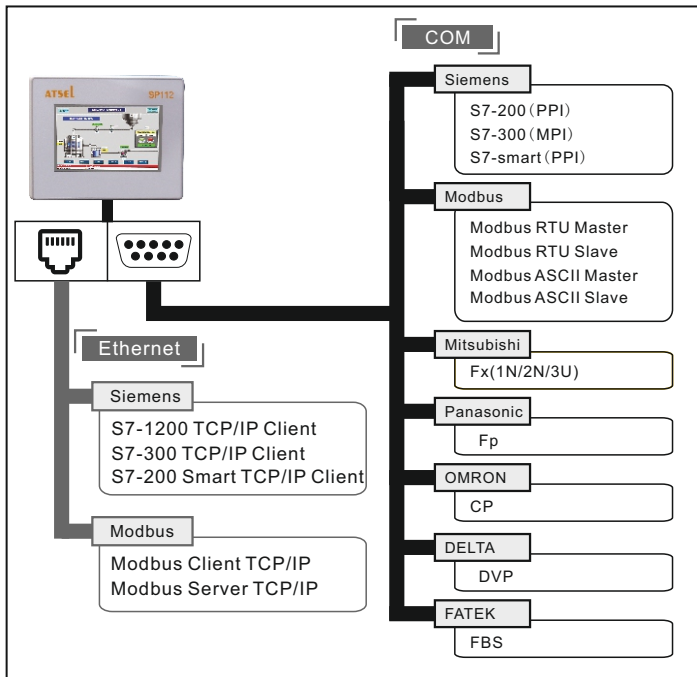 COM
ATSEL
SP112
Siemens
S7-200(PPI)
S7-300(MPI)
S7-smart(PPI)
Modbus
Modbus RTU Master
Modbus RTU Slave
Modbus ASCII Master
Modbus ASCII Slave
Mitsubishi
Fx(1N/2N/3U)
Panasonic
Fp
OMRON
CP
DELTA
DVP
FATEK
FBS
Ethernet
Siemens
S7-1200 TCP/IP Client
S7-300 TCP/IP Client
S7-200 Smart TCP/IP Client
Modbus
Modbus Client TCP/IP
Modbus Server TCP/IP